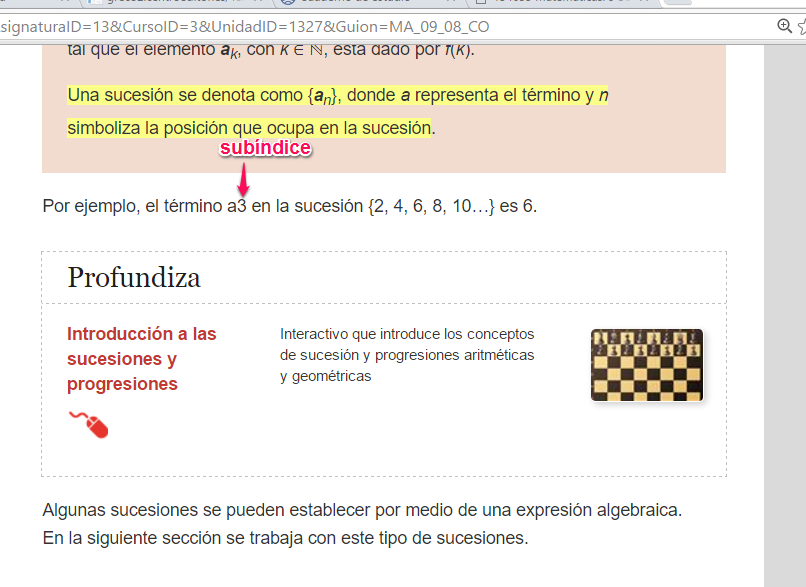 signaturaID=13&CursoID=3&UnidadID=1327&Guion=MA_09_08_CO
tal que el elemento aₖ, con k ∈ ℕ, está dado por f(k).
Una sucesión se denota como {aₙ}, donde a representa el término y n
simboliza la posición que ocupa en la sucesión.
subíndice
Por ejemplo, el término a3 en la sucesión {2, 4, 6, 8, 10…} es 6.
Profundiza
Introducción a las
sucesiones y
progresiones
Interactivo que introduce los conceptos
de sucesión y progresiones aritméticas
y geométricas
Algunas sucesiones se pueden establecer por medio de una expresión algebraica.
En la siguiente sección se trabaja con este tipo de sucesiones.